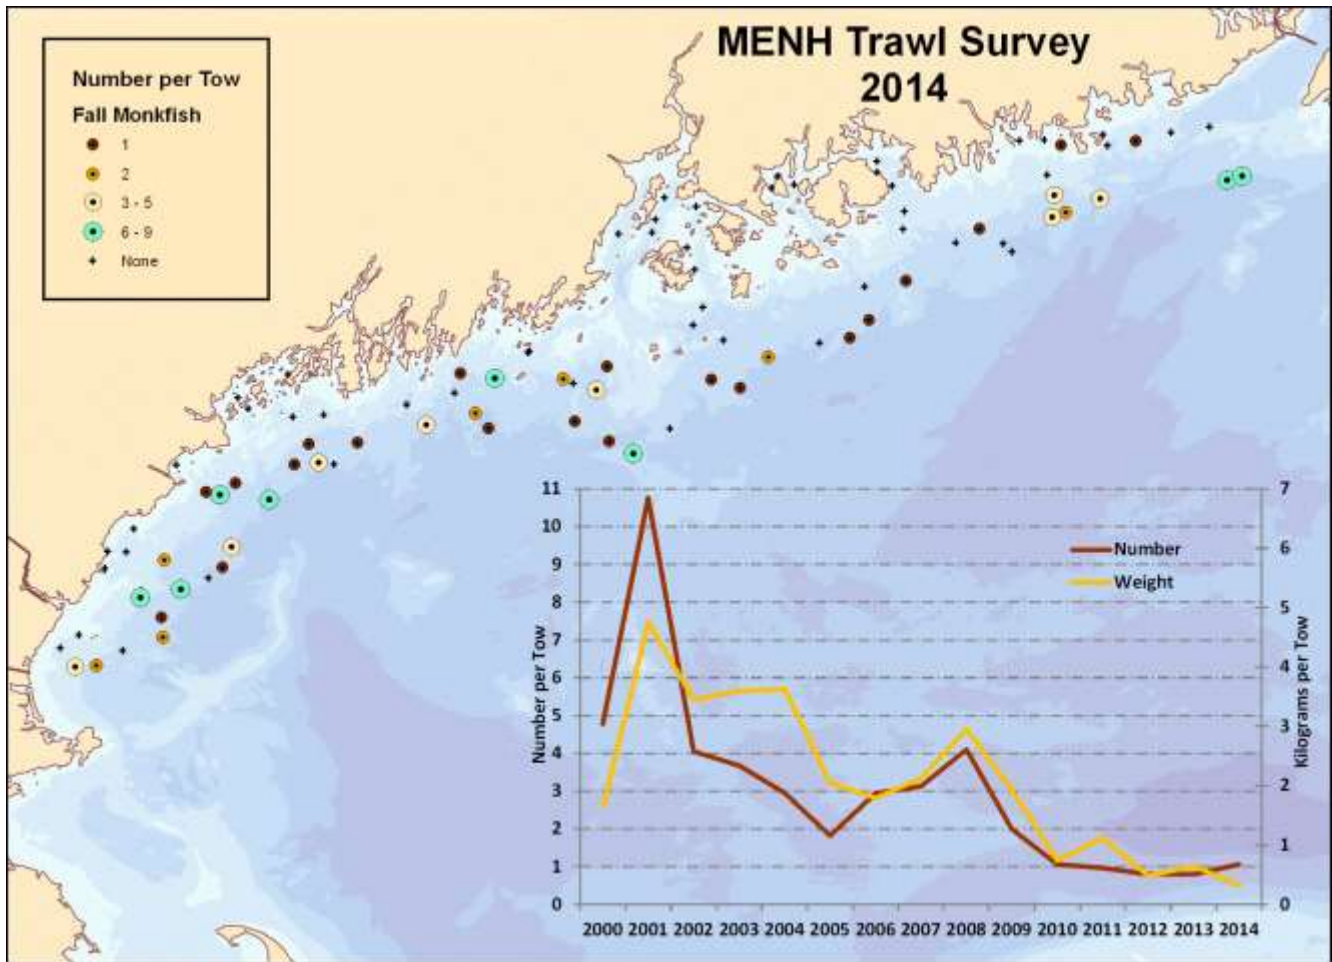 MENH Trawl Survey
2014
Number per Tow
Fall Monkfish
1
2
3 - 5
6 - 9
None
11
10
9
8
7
6
5
4
3
2
1
0
Number per Tow
7
6
5
4
3
2
1
0
Kilograms per Tow
Number
Weight
2000 2001 2002 2003 2004 2005 2006 2007 2008 2009 2010 2011 2012 2013 2014